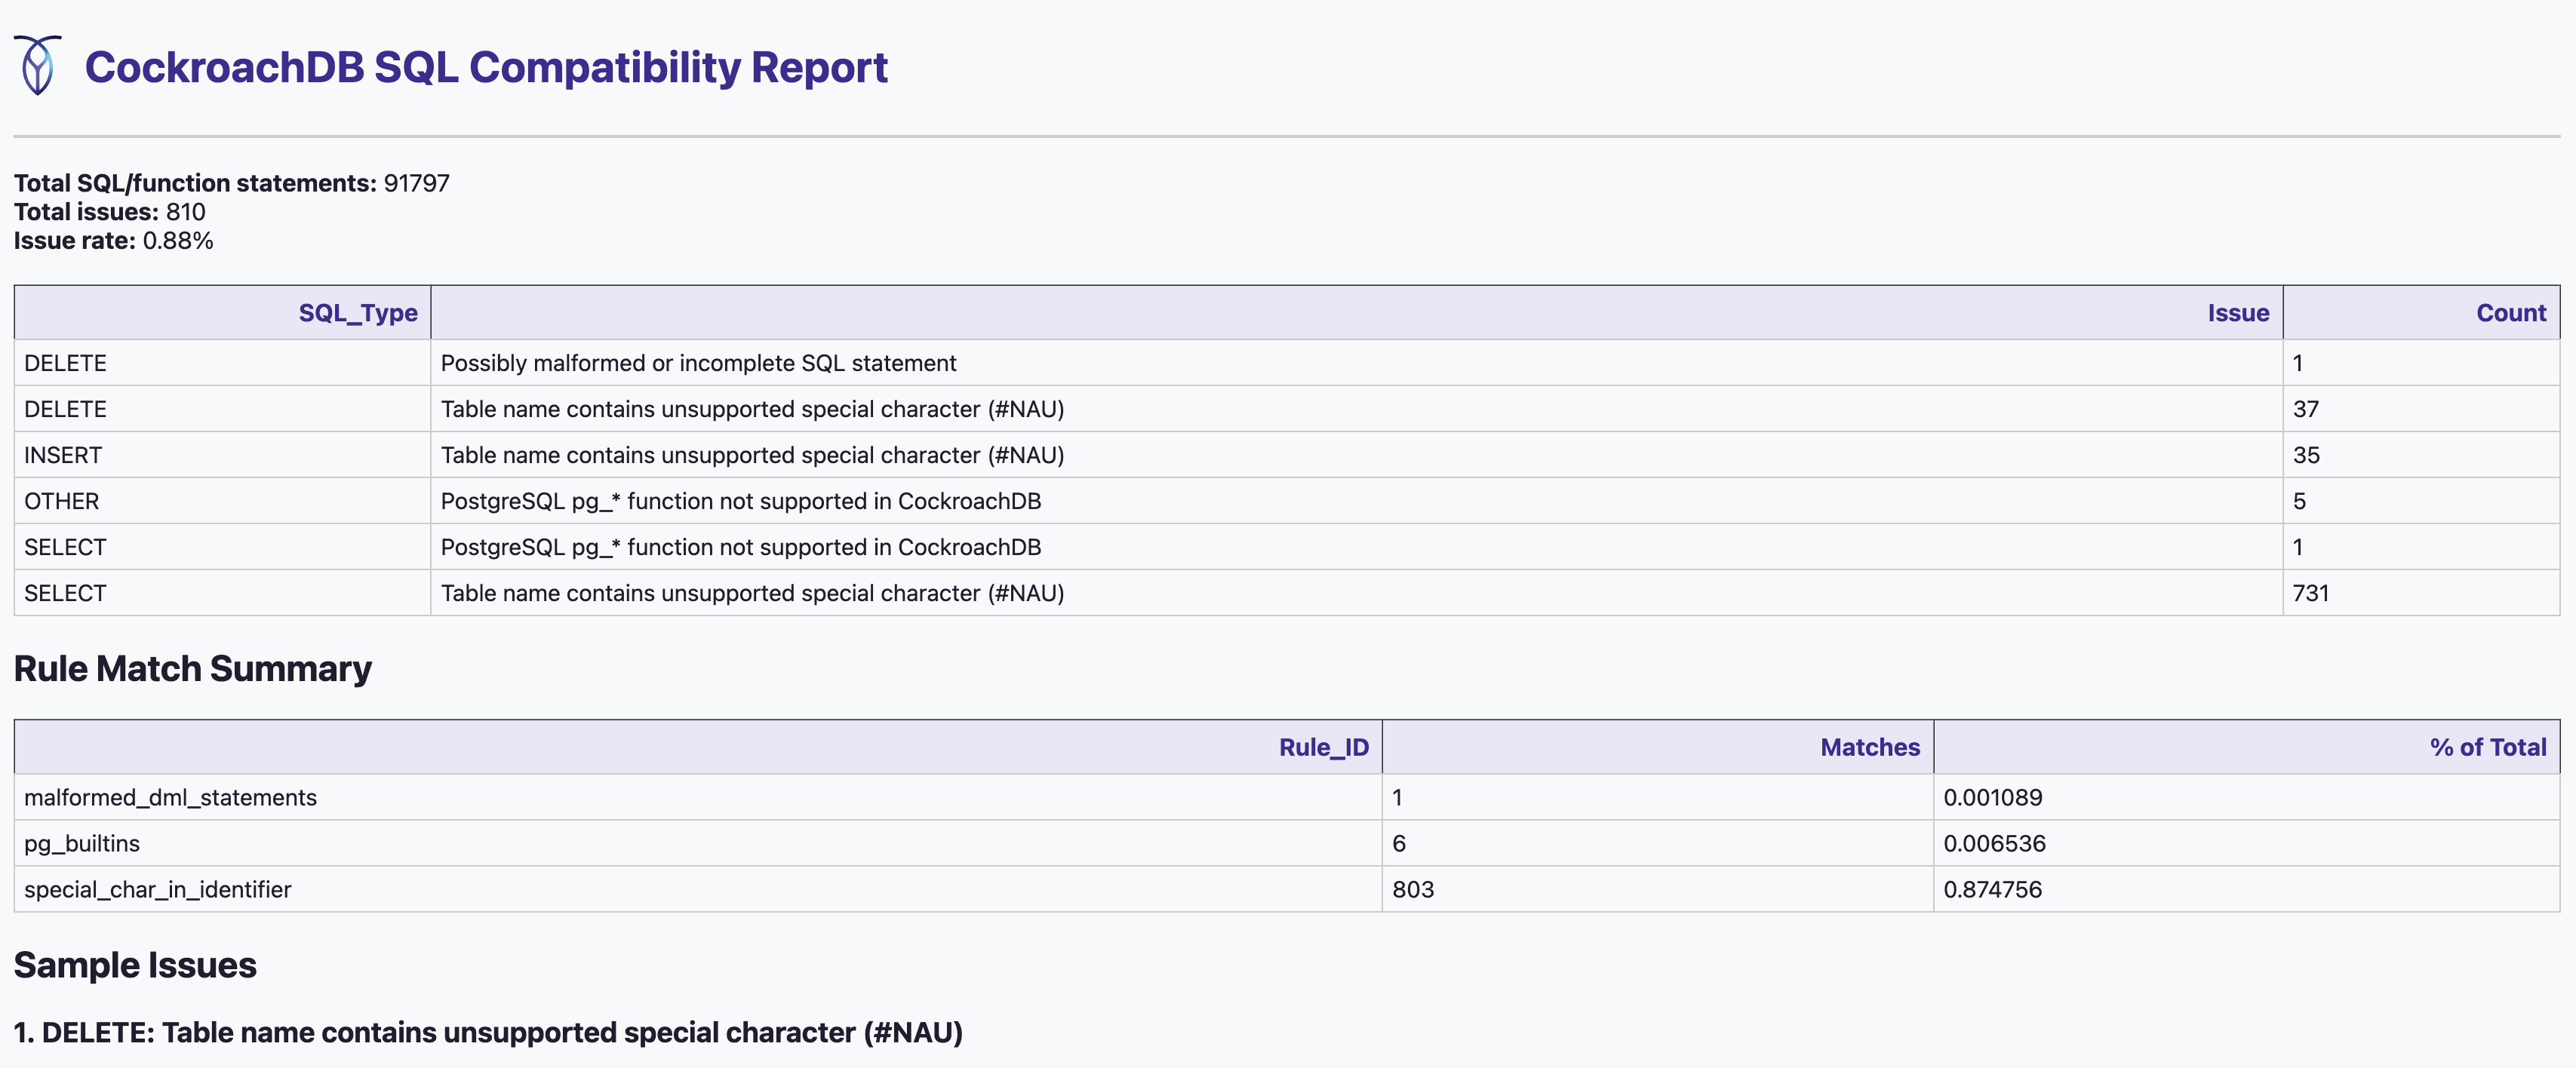 CockroachDB SQL Compatibility Report
Total SQL/function statements: 91797
Total issues: 810
Issue rate: 0.88%
SQL_Type Issue Count
DELETE Possibly malformed or incomplete SQL statement 1
DELETE Table name contains unsupported special character (#NAU) 37
INSERT Table name contains unsupported special character (#NAU) 35
OTHER PostgreSQL pg_* function not supported in CockroachDB 5
SELECT PostgreSQL pg_* function not supported in CockroachDB 1
SELECT Table name contains unsupported special character (#NAU) 731
Rule Match Summary
Rule_ID Matches % of Total
malformed_dml_statements 1 0.001089
pg_builtins 6 0.006536
special_char_in_identifier 803 0.874756
Sample Issues
1. DELETE: Table name contains unsupported special character (#NAU)